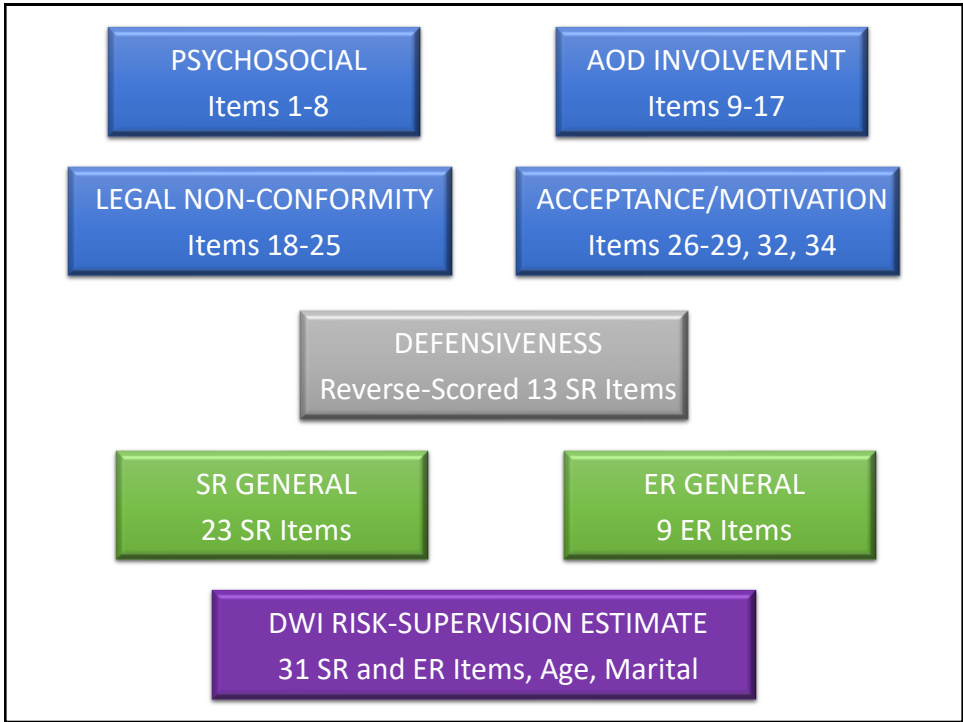 PSYCHOSOCIAL
Items 1-8
AOD INVOLVEMENT
Items 9-17
LEGAL NON-CONFORMITY
Items 18-25
ACCEPTANCE/MOTIVATION
Items 26-29, 32, 34
DEFENSIVENESS
Reverse-Scored 13 SR Items
SR GENERAL
23 SR Items
ER GENERAL
9 ER Items
DWI RISK-SUPERVISION ESTIMATE
31 SR and ER Items, Age, Marital